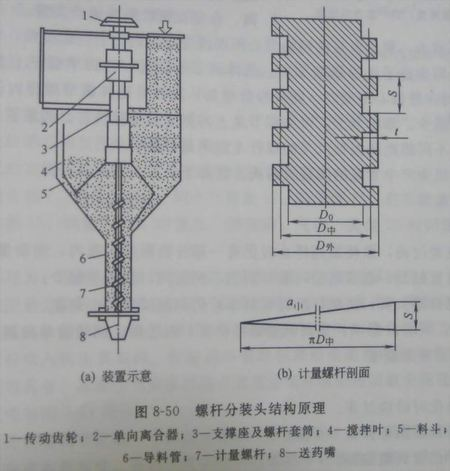 1
2
3
4
5
6
7
8
S
t
D₀
D中
D外
α中
S
πD中
(a) 装置示意
(b) 计量螺杆剖面
图 8-50 螺杆分装头结构原理
1—传动齿轮；2—单向离合器；3—支撑座及螺杆套筒；4—搅拌叶；5—料斗；
6—导料管；7—计量螺杆；8—送药嘴